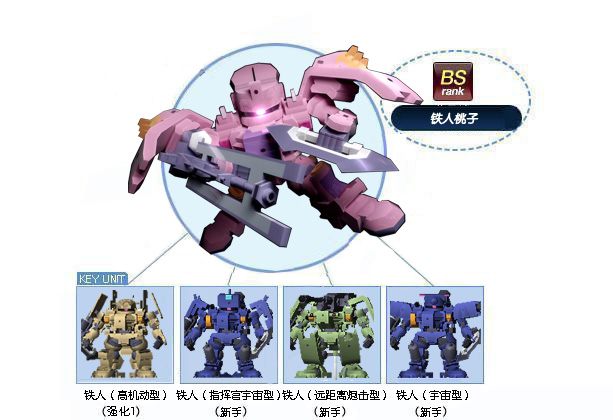 BS
rank
铁人桃子
KEY UNIT
铁人（高机动型）
（强化1）
铁人（指挥官宇宙型）
（新手）
铁人（远距离炮击型）
（新手）
铁人（宇宙型）
（新手）